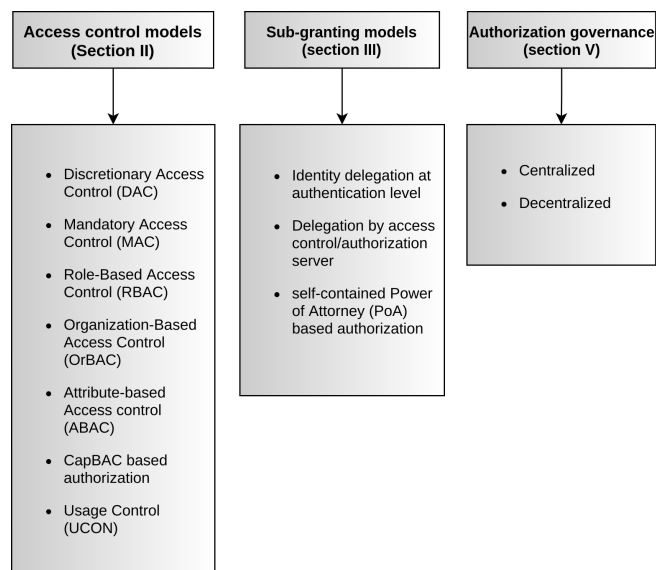 Access control models
(Section II)
Discretionary Access
Control (DAC)
Mandatory Access
Control (MAC)
Role-Based Access
Control (RBAC)
Organization-Based
Access Control
(OrBAC)
Attribute-based
Access control
(ABAC)
CapBAC based
authorization
Usage Control
(UCON)
Sub-granting models
(section III)
Identity delegation at
authentication level
Delegation by access
control/authorization
server
self-contained Power
of Attorney (PoA)
based authorization
Authorization governance
(section V)
Centralized
Decentralized